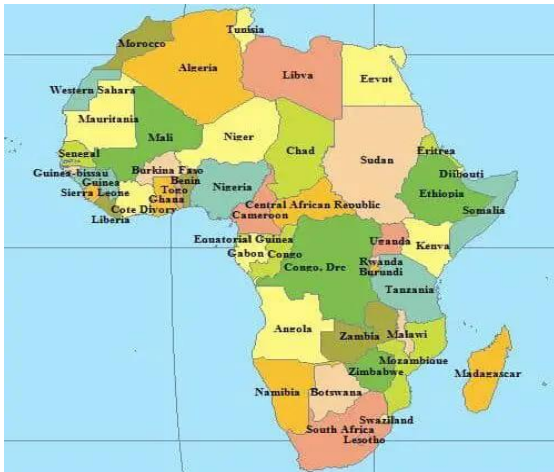 Tunisia
Morocco
Algeria
Libya
Egypt
Western Sahara
Mauritania
Mali
Niger
Chad
Sudan
Eritrea
Senegal
Guinea-bissau
Burkina Faso
Djibouti
Guinea
Benin
Nigeria
Ethiopia
Sierra Leone
Togo
Ghana
Central African Republic
Somalia
Cote Divory
Liberia
Cameroon
Equatorial Guinea
Uganda
Kenya
Gabon
Congo
Congo, Drc
Rwanda
Burundi
Tanzania
Angola
Zambia
Malawi
Mozambique
Zimbabwe
Madagascar
Namibia
Botswana
Swaziland
South Africa
Lesotho